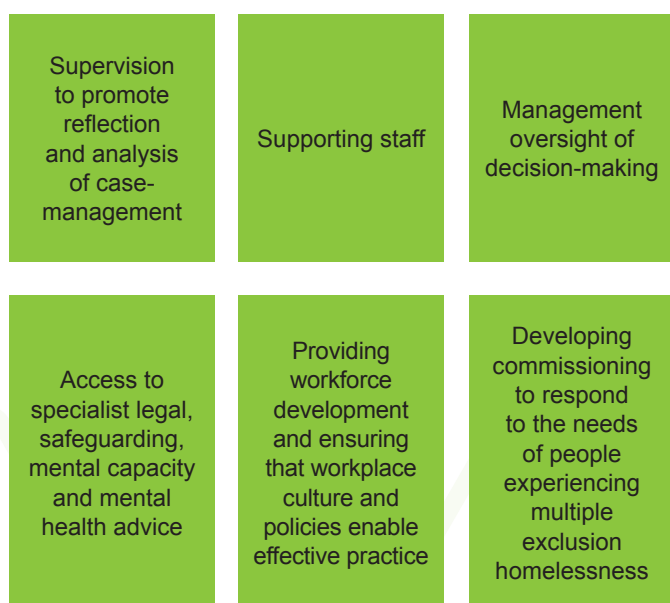 Supervision
to promote
reflection
and analysis
of case-
management
Supporting staff
Management
oversight of
decision-making
Access to
specialist legal,
safeguarding,
mental capacity
and mental
health advice
Providing
workforce
development
and ensuring
that workplace
culture and
policies enable
effective practice
Developing
commissioning
to respond
to the needs
of people
experiencing
multiple
exclusion
homelessness